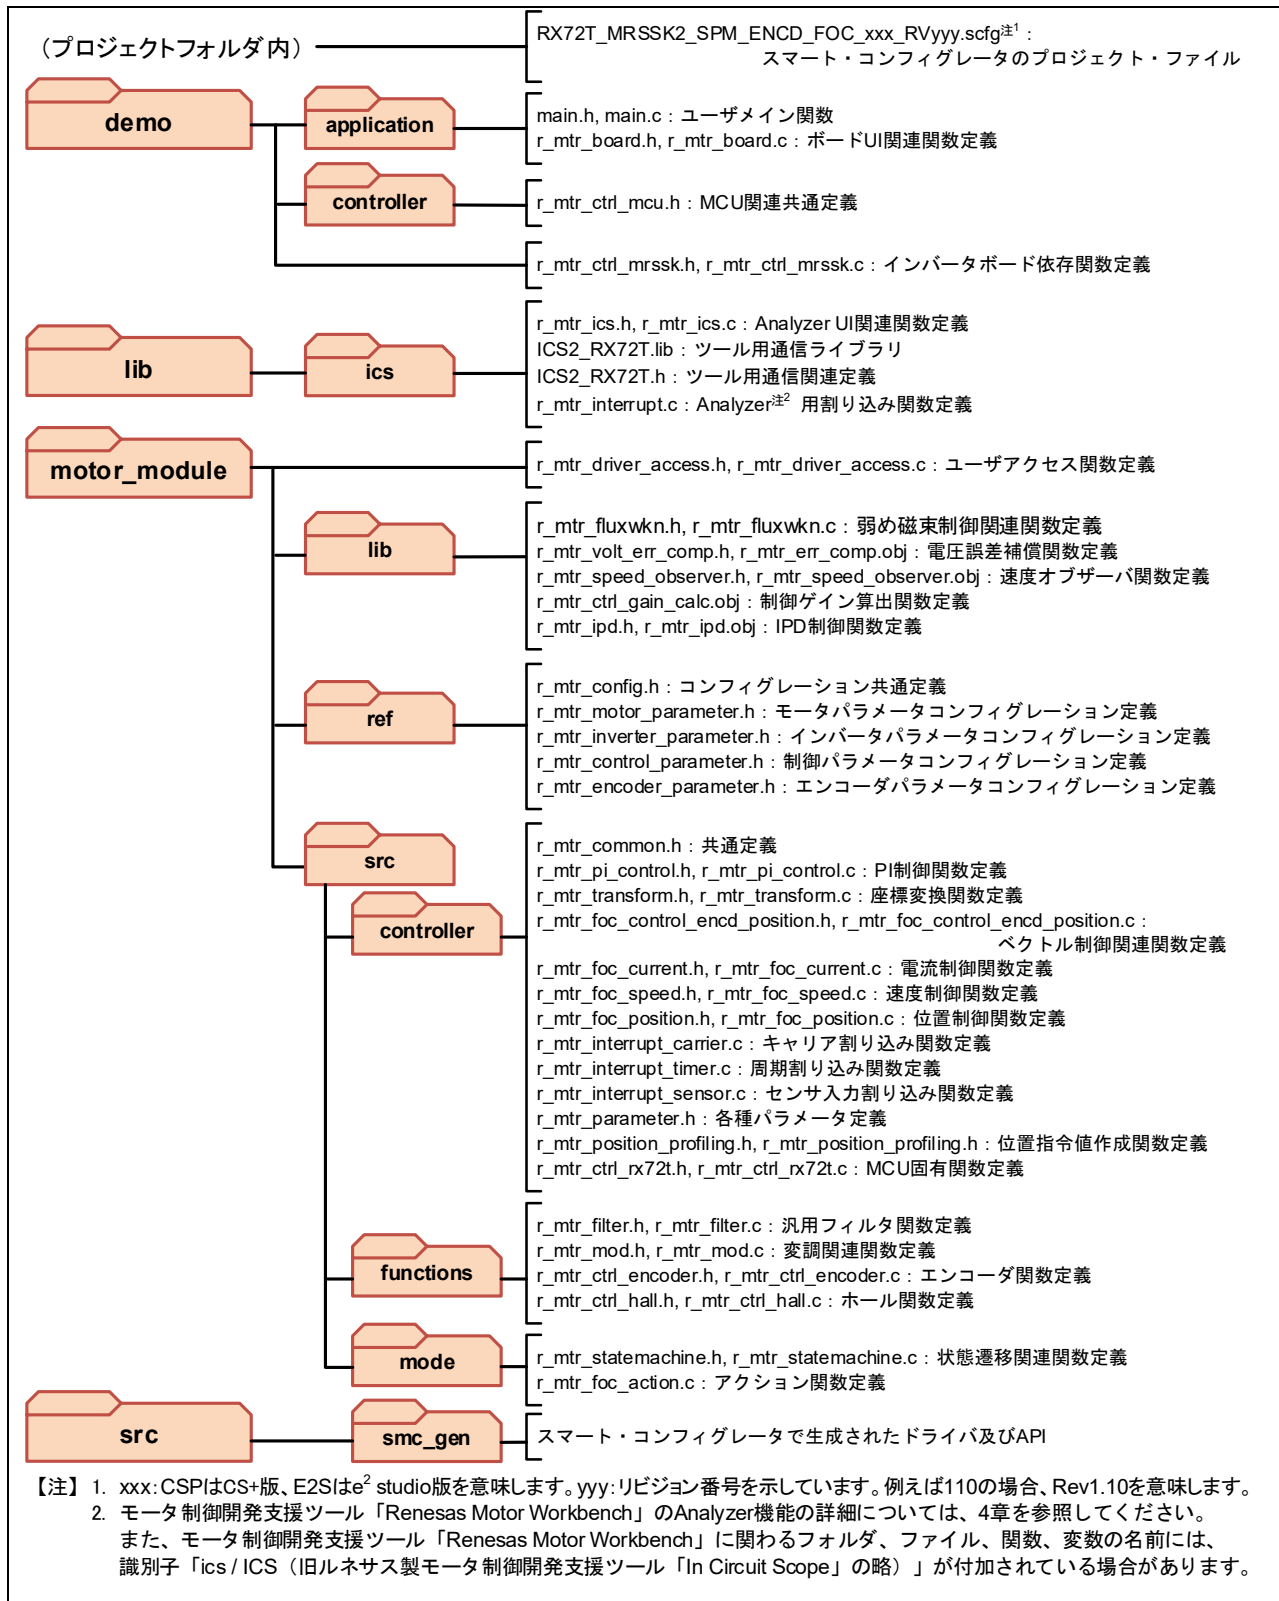 （プロジェクトフォルダ内）
RX72T_MRSSK2_SPM_ENCD_FOC_xxx_RVyyy.scfg注1：
スマート・コンフィグレータのプロジェクト・ファイル
demo
application
main.h, main.c：ユーザメイン関数
r_mtr_board.h, r_mtr_board.c：ボードUI関連関数定義
controller
r_mtr_ctrl_mcu.h：MCU関連共通定義
r_mtr_ctrl_mrssk.h, r_mtr_ctrl_mrssk.c：インバータボード依存関数定義
lib
ics
r_mtr_ics.h, r_mtr_ics.c：Analyzer UI関連関数定義
ICS2_RX72T.lib：ツール用通信ライブラリ
ICS2_RX72T.h：ツール用通信関連定義
r_mtr_interrupt.c：Analyzer注2 用割り込み関数定義
motor_module
r_mtr_driver_access.h, r_mtr_driver_access.c：ユーザアクセス関数定義
lib
r_mtr_fluxwkn.h, r_mtr_fluxwkn.c：弱め磁束制御関連関数定義
r_mtr_volt_err_comp.h, r_mtr_err_comp.obj：電圧誤差補償関数定義
r_mtr_speed_observer.h, r_mtr_speed_observer.obj：速度オブザーバ関数定義
r_mtr_ctrl_gain_calc.obj：制御ゲイン算出関数定義
r_mtr_ipd.h, r_mtr_ipd.obj：IPD制御関数定義
ref
r_mtr_config.h：コンフィグレーション共通定義
r_mtr_motor_parameter.h：モータパラメータコンフィグレーション定義
r_mtr_inverter_parameter.h：インバータパラメータコンフィグレーション定義
r_mtr_control_parameter.h：制御パラメータコンフィグレーション定義
r_mtr_encoder_parameter.h：エンコーダパラメータコンフィグレーション定義
src
controller
r_mtr_common.h：共通定義
r_mtr_pi_control.h, r_mtr_pi_control.c：PI制御関数定義
r_mtr_transform.h, r_mtr_transform.c：座標変換関数定義
r_mtr_foc_control_encd_position.h, r_mtr_foc_control_encd_position.c：
ベクトル制御関連関数定義
r_mtr_foc_current.h, r_mtr_foc_current.c：電流制御関数定義
r_mtr_foc_speed.h, r_mtr_foc_speed.c：速度制御関数定義
r_mtr_foc_position.h, r_mtr_foc_position.c：位置制御関数定義
r_mtr_interrupt_carrier.c：キャリア割り込み関数定義
r_mtr_interrupt_timer.c：周期割り込み関数定義
r_mtr_interrupt_sensor.c：センサ入力割り込み関数定義
r_mtr_parameter.h：各種パラメータ定義
r_mtr_position_profiling.h, r_mtr_position_profiling.h：位置指令値作成関数定義
r_mtr_ctrl_rx72t.h, r_mtr_ctrl_rx72t.c：MCU固有関数定義
functions
r_mtr_filter.h, r_mtr_filter.c：汎用フィルタ関数定義
r_mtr_mod.h, r_mtr_mod.c：変調関連関数定義
r_mtr_ctrl_encoder.h, r_mtr_ctrl_encoder.c：エンコーダ関数定義
r_mtr_ctrl_hall.h, r_mtr_ctrl_hall.c：ホール関数定義
mode
r_mtr_statemachine.h, r_mtr_statemachine.c：状態遷移関連関数定義
r_mtr_foc_action.c：アクション関数定義
src
smc_gen
スマート・コンフィグレータで生成されたドライバ及びAPI
【注】 1. xxx：CSPはCS+版、E2Sはe2 studio版を意味します。yyy：リビジョン番号を示しています。例えば110の場合、Rev1.10を意味します。
2. モータ制御開発支援ツール「Renesas Motor Workbench」のAnalyzer機能の詳細については、4章を参照してください。
また、モータ制御開発支援ツール「Renesas Motor Workbench」に関わるフォルダ、ファイル、関数、変数の名前には、
識別子「ics / ICS（旧ルネサス製モータ制御開発支援ツール「In Circuit Scope」の略）」が付加されている場合があります。